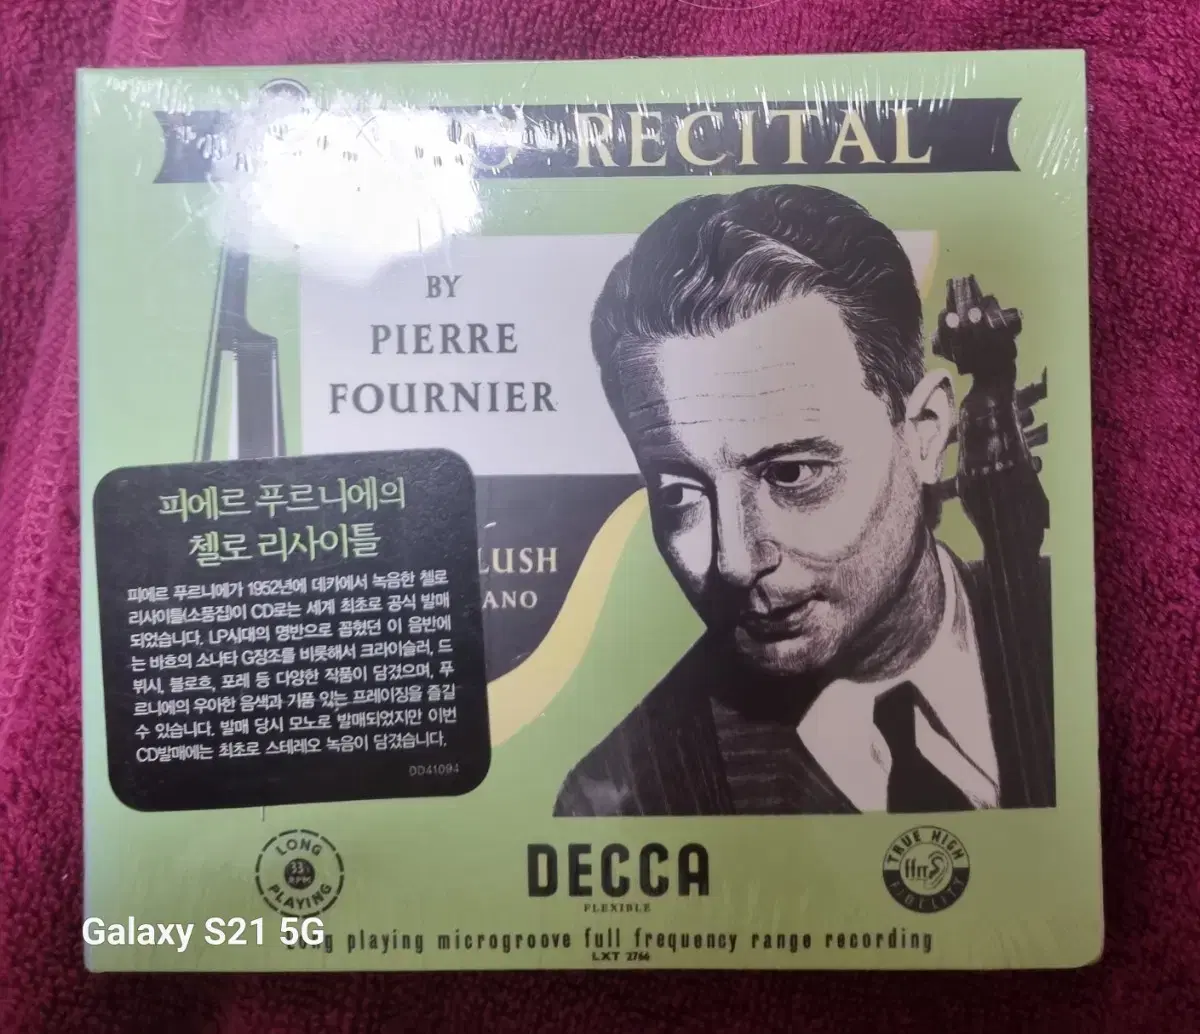 RECITAL
BY
PIERRE
FOURNIER
LUSH
ANO
피에르 푸르니에의
첼로 리사이틀
피에르 푸르니에가 1952년에 데카에서 녹음한 첼로
리사이틀(소품집)이 CD로는 세계 최초로 공식 발매
되었습니다. LP시대의 명반으로 꼽혔던 이 음반에
는 바흐의 소나타 G장조를 비롯해서 크라이슬러, 드
뷔시, 블로흐, 포레 등 다양한 작품이 담겼으며, 푸
르니에의 우아한 음색과 기품 있는 프레이징을 즐길
수 있습니다. 발매 당시 모노로 발매되었지만 이번
CD발매에는 최초로 스테레오 녹음이 담겼습니다.
DD41094
LONG
33⅓
RPM
PLAYING
DECCA
FLEXIBLE
TRUE HIGH
ffrr
FIDELITY
playing microgroove full frequency range recording
LXT 2766
Galaxy S21 5G